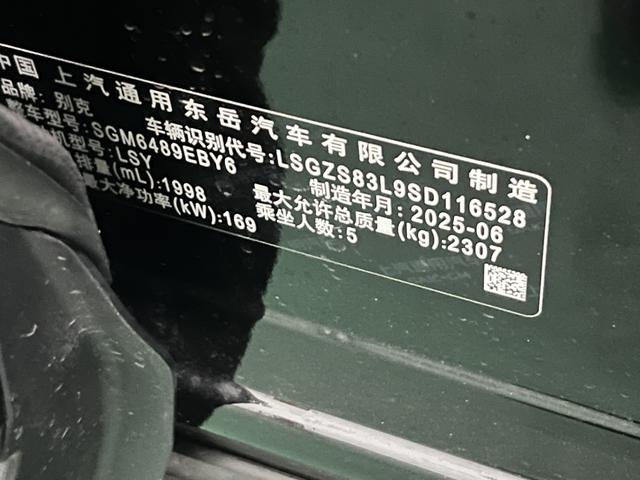 中国 上汽通用东岳汽车有限公司制造
品牌: 别克 车辆识别代号:LSGZS83L9SD116528
整车型号:SGM6489EBY6 制造年月: 2025-06
机型号: LSY 最大允许总质量(kg):2307
排量(mL):1998 乘坐人数:5
最大净功率(kW):169